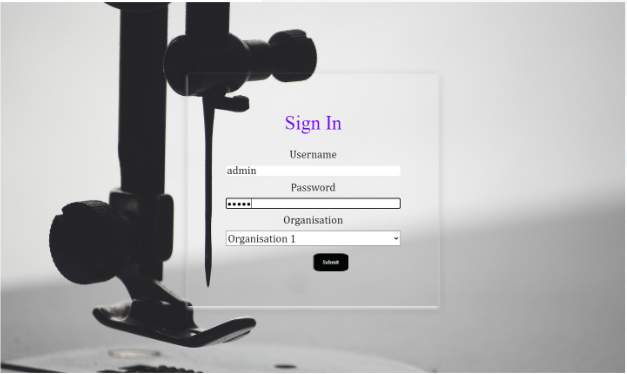 Sign In
Username
admin
Password
•••••
Organisation
Organisation 1
Submit